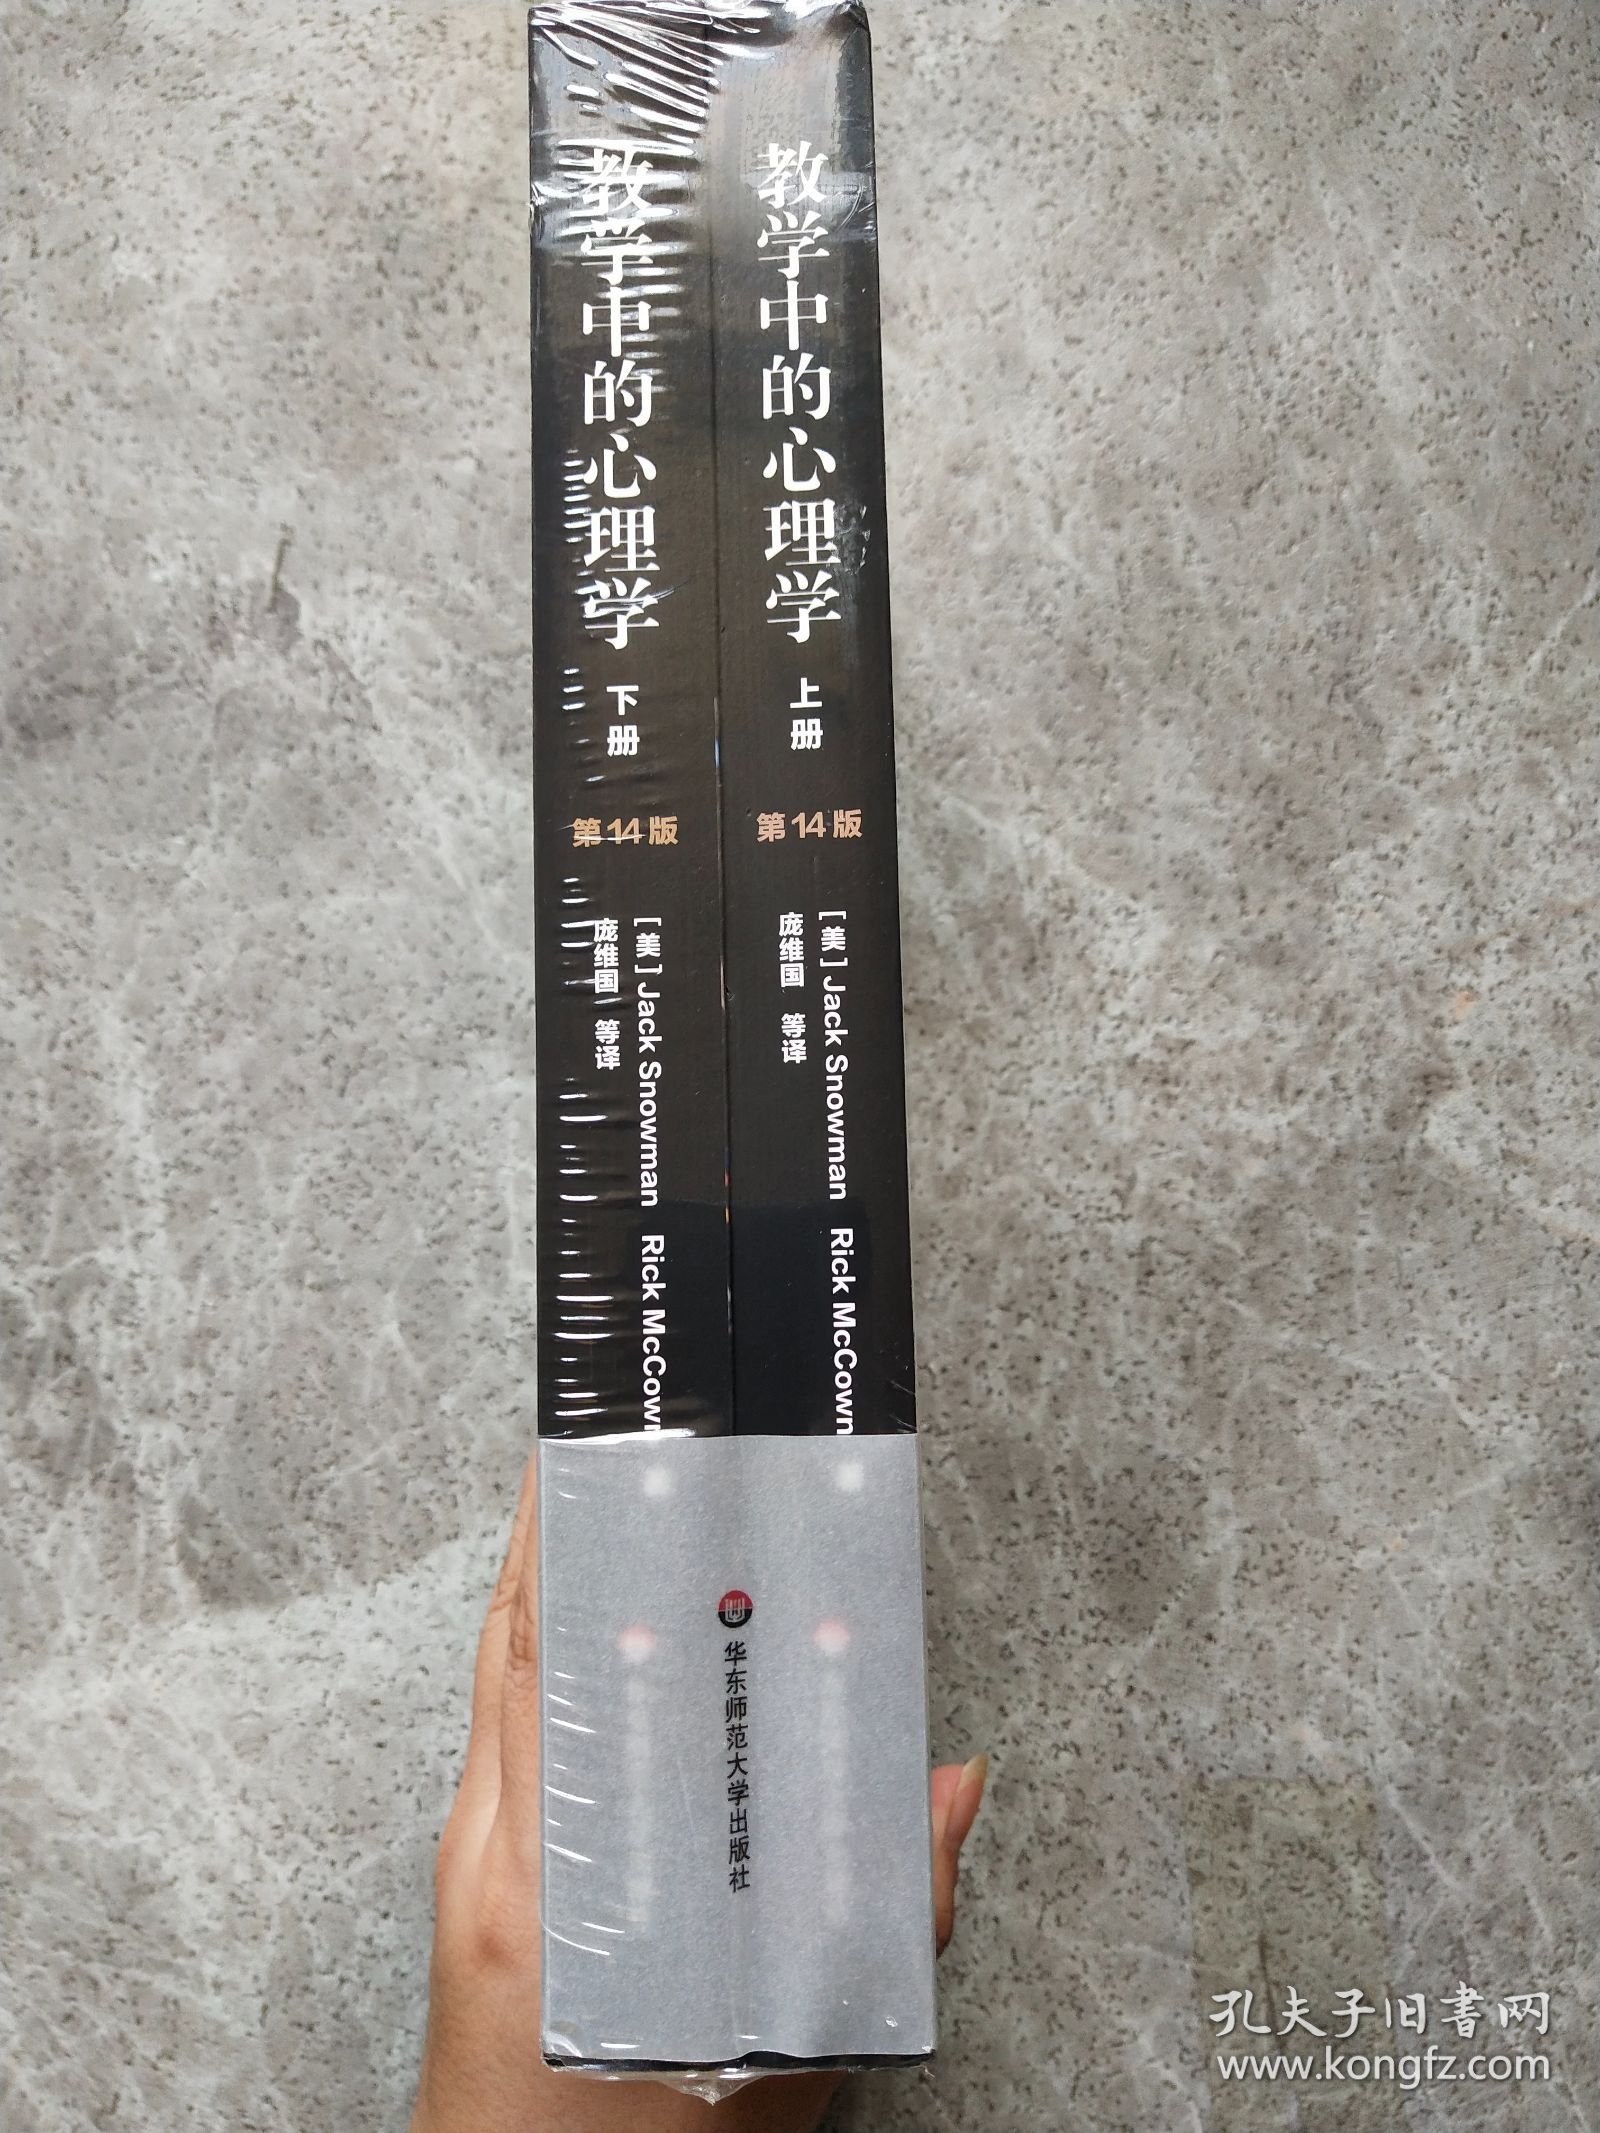 教学中的心理学
下册
第14版
[美] Jack Snowman Rick McCown
庞维国 等译
教学中的心理学
上册
第14版
[美] Jack Snowman Rick McCown
庞维国 等译
华东师范大学出版社
孔夫子旧書网
www.kongfz.com